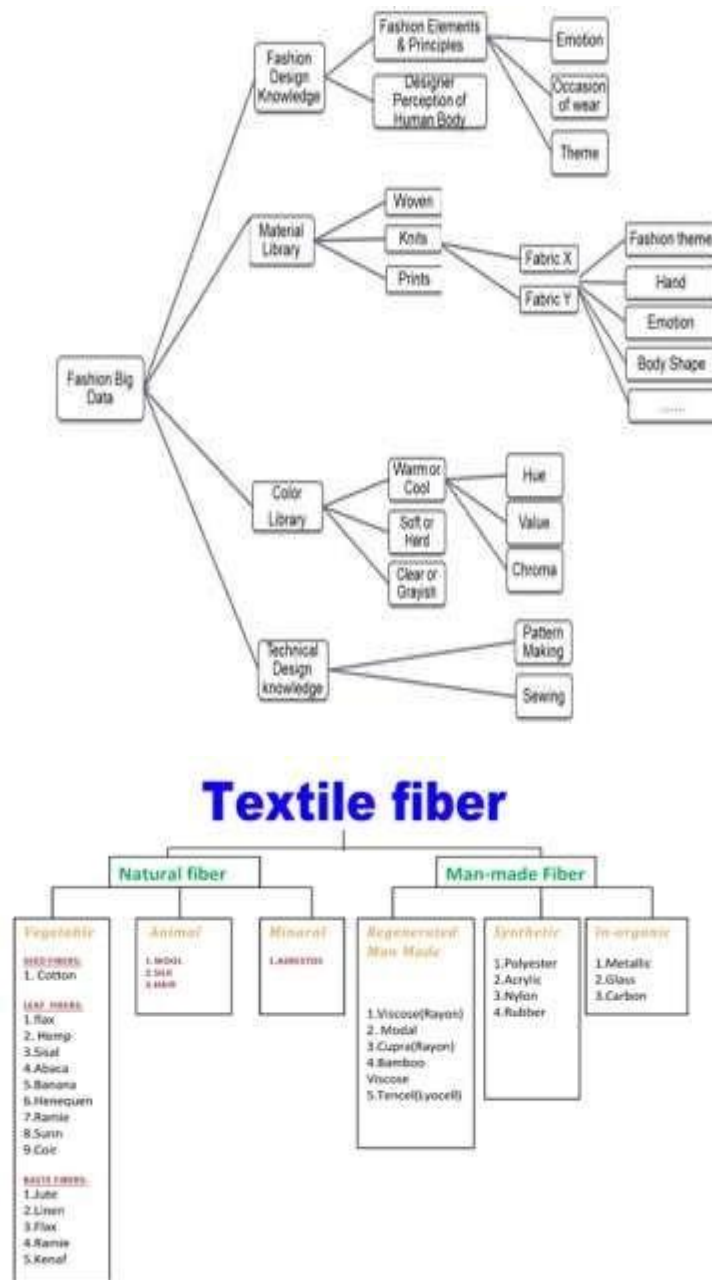 Fashion Elements
& Principles
Emotion
Fashion
Design
Knowledge
Designer
Perception of
Human Body
Occasion
of wear
Theme
Woven
Material
Library
Knits
Prints
Fabric X
Fabric Y
Fashion theme
Hand
Emotion
Body Shape
......
Fashion Big
Data
Color
Library
Warm or
Cool
Soft or
Hard
Clear or
Grayish
Hue
Value
Chroma
Technical
Design
knowledge
Pattern
Making
Sewing
Textile fiber
Natural fiber
Man-made Fiber
Vegetable
SEED FIBERS:
1. Cotton
LEAF FIBERS:
1.flax
2. Hemp
3.Sisal
4.Abaca
5.Banana
6.Henequen
7.Ramie
8.Sunn
9.Coir
BASTE FIBERS:
1.Jute
2.Linen
3.Flax
4.Ramie
5.Kenaf
Animal
1.WOOL
2.SILK
3.HAIR
Mineral
1.ASBESTOS
Regenerated
Man Made
1.Viscose(Rayon)
2. Modal
3.Cupra(Rayon)
4.Bamboo
Viscose
5.Tencel(Lyocell)
Synthetic
1.Polyester
2.Acrylic
3.Nylon
4.Rubber
In-organic
1.Metallic
2.Glass
3.Carbon